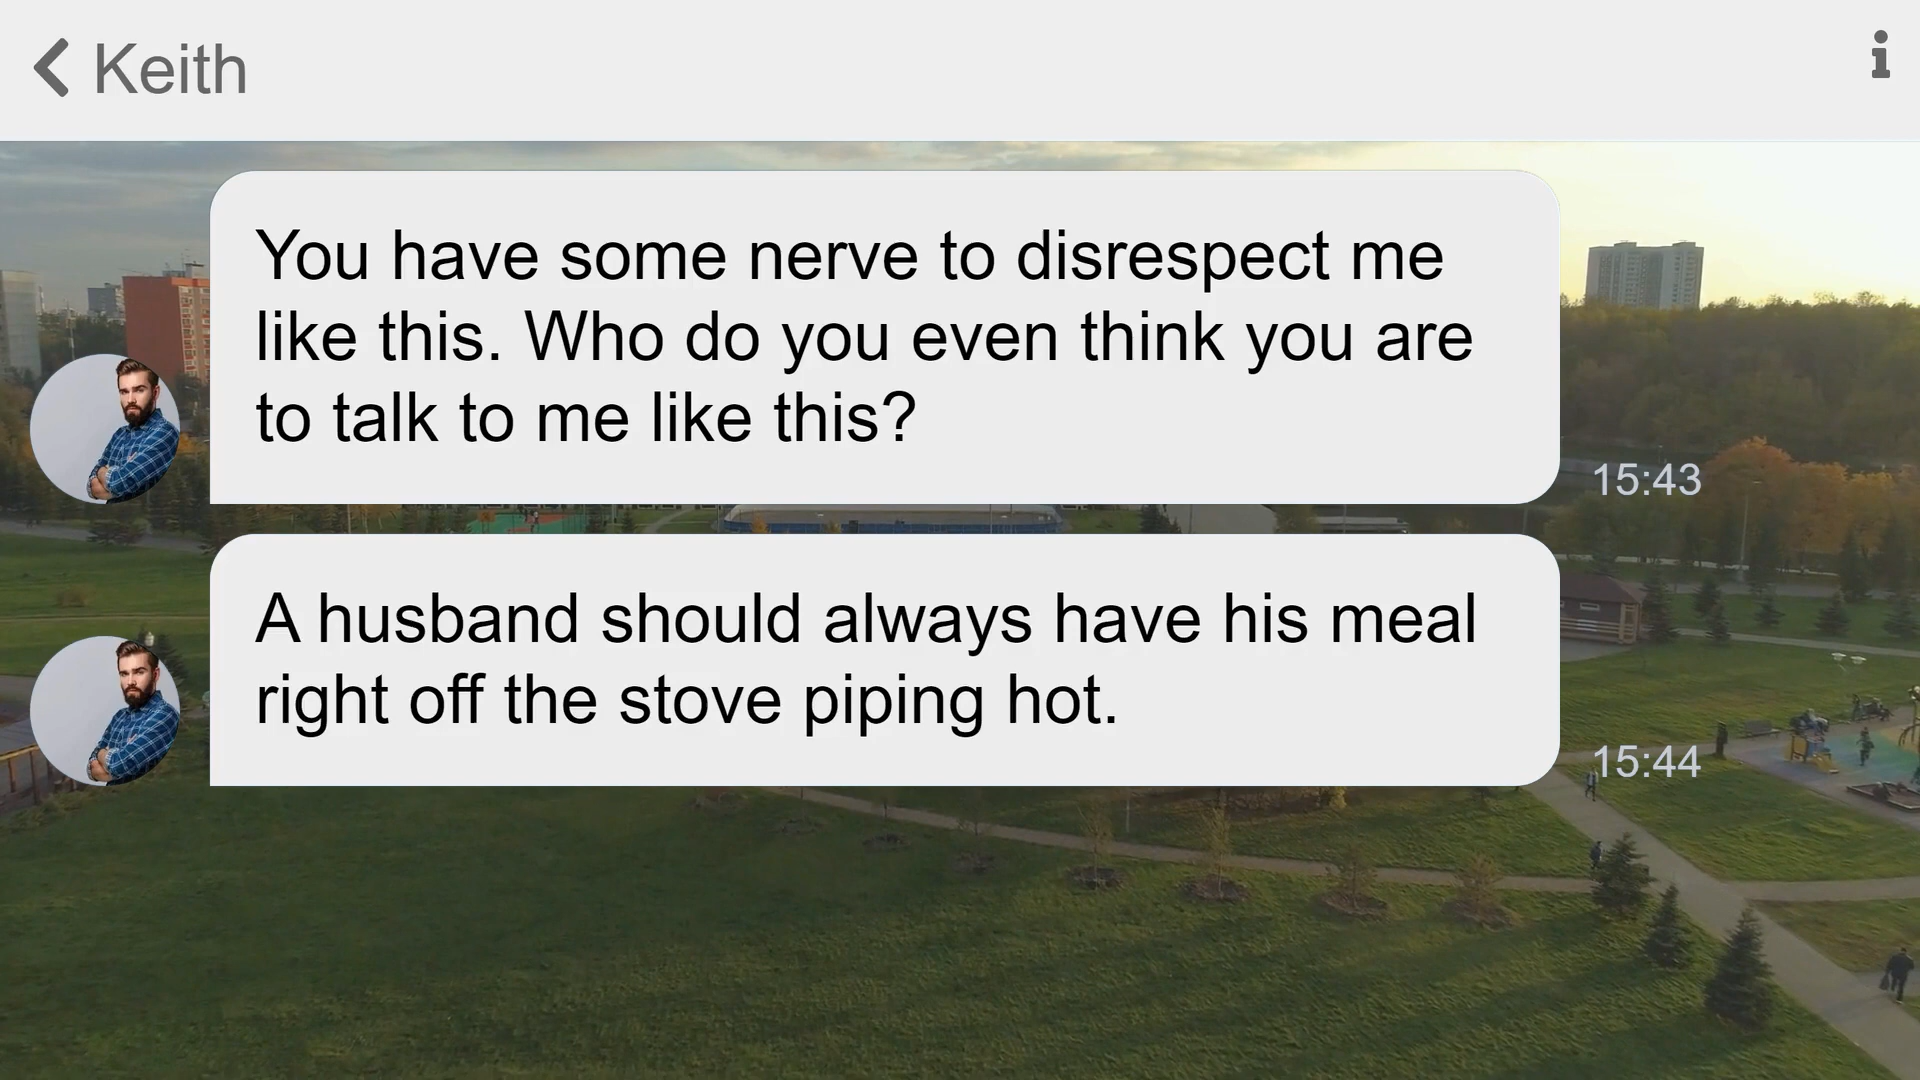 Keith
You have some nerve to disrespect me
like this. Who do you even think you are
to talk to me like this?
15:43
A husband should always have his meal
right off the stove piping hot.
15:44